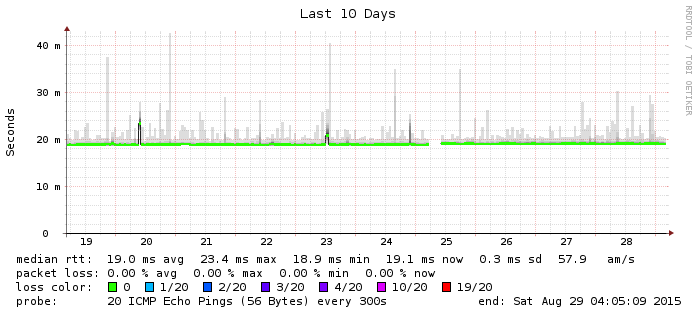 Last 10 Days
RRDTOOL / TOBI OETIKER
Seconds
40 m
30 m
20 m
10 m
0
19 20 21 22 23 24 25 26 27 28
median rtt: 19.0 ms avg 23.4 ms max 18.9 ms min 19.1 ms now 0.3 ms sd 57.9 am/s
packet loss: 0.00 % avg 0.00 % max 0.00 % min 0.00 % now
loss color: 0 1/20 2/20 3/20 4/20 10/20 19/20
probe: 20 ICMP Echo Pings (56 Bytes) every 300s end: Sat Aug 29 04:05:09 2015